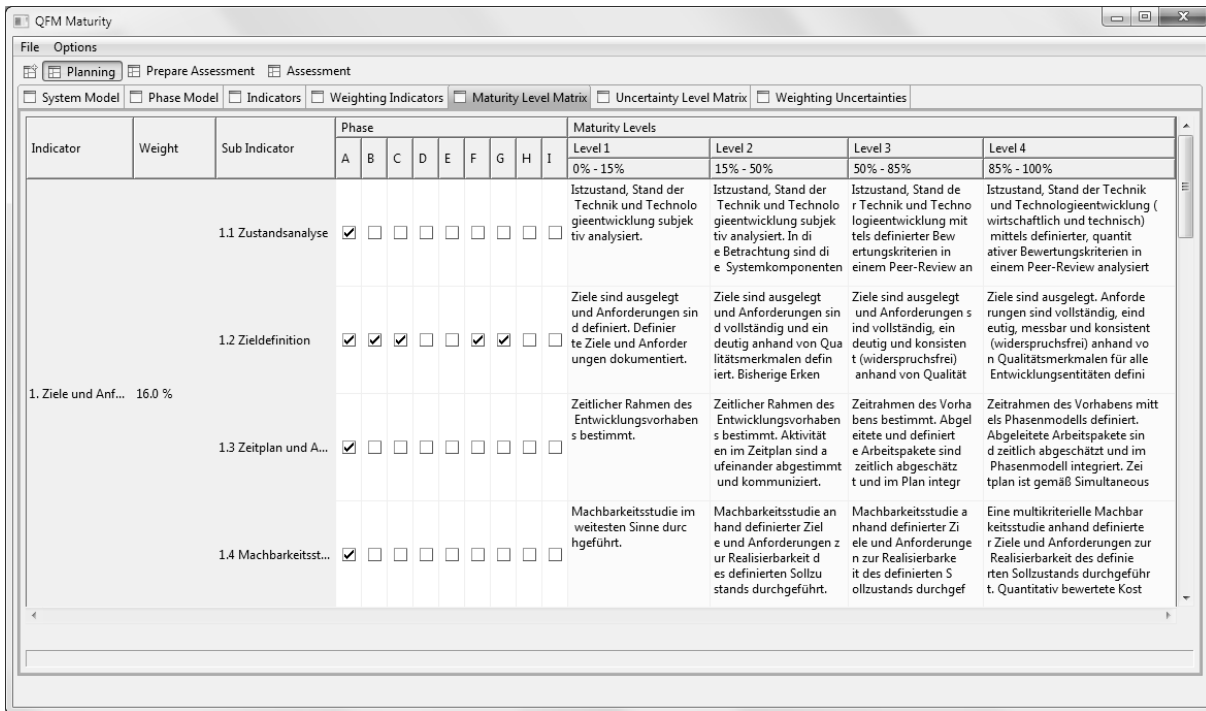 QFM Maturity
File Options
Planning Prepare Assessment Assessment
System Model Phase Model Indicators Weighting Indicators Maturity Level Matrix Uncertainty Level Matrix Weighting Uncertainties
Indicator Weight Sub Indicator Phase Maturity Levels
A B C D E F G H I Level 1 Level 2 Level 3 Level 4
0% - 15% 15% - 50% 50% - 85% 85% - 100%
1. Ziele und Anf... 16.0 %
1.1 Zustandsanalyse
Istzustand, Stand der
Technik und Technolo
gieentwicklung subjek
tiv analysiert.
Istzustand, Stand der
Technik und Technolo
gieentwicklung subjek
tiv analysiert. In di
e Betrachtung sind di
e Systemkomponenten
Istzustand, Stand de
r Technik und Techno
logieentwicklung mit
tels definierter Bew
ertungskriterien in
einem Peer-Review an
Istzustand, Stand der Technik
und Technologieentwicklung (
wirtschaftlich und technisch)
mittels definierter, quantit
ativer Bewertungskriterien in
einem Peer-Review analysiert
1.2 Zieldefinition
Ziele sind ausgelegt
und Anforderungen sin
d definiert. Definier
te Ziele und Anforder
ungen dokumentiert.
Ziele sind ausgelegt
und Anforderungen sin
d vollständig und ein
deutig anhand von Qua
litätsmerkmalen defin
iert. Bisherige Erken
Ziele sind ausgelegt
und Anforderungen s
ind vollständig, ein
deutig und konsisten
t (widerspruchsfrei)
anhand von Qualität
Ziele sind ausgelegt. Anforde
rungen sind vollständig, eind
eutig, messbar und konsistent
(widerspruchsfrei) anhand vo
n Qualitätsmerkmalen für alle
Entwicklungsentitäten defini
1.3 Zeitplan und A...
Zeitlicher Rahmen des
Entwicklungsvorhaben
s bestimmt.
Zeitlicher Rahmen des
Entwicklungsvorhaben
s bestimmt. Aktivität
en im Zeitplan sind a
ufeinander abgestimmt
und kommuniziert.
Zeitrahmen des Vorha
bens bestimmt. Abgel
eitete und definiert
e Arbeitspakete sind
zeitlich abgeschätz
t und im Plan integr
Zeitrahmen des Vorhabens mitt
els Phasenmodells definiert.
Abgeleitete Arbeitspakete sin
d zeitlich abgeschätzt und im
Phasenmodell integriert. Zei
tplan ist gemäß Simultaneous
1.4 Machbarkeitsst...
Machbarkeitsstudie im
weitesten Sinne durc
hgeführt.
Machbarkeitsstudie an
hand definierter Ziel
e und Anforderungen z
ur Realisierbarkeit d
es definierten Sollzu
stands durchgeführt.
Machbarkeitsstudie a
nhand definierter Zi
ele und Anforderunge
n zur Realisierbarke
it des definierten S
ollzustands durchgef
Eine multikriterielle Machbar
keitsstudie anhand definierte
r Ziele und Anforderungen zur
Realisierbarkeit des definie
rten Sollzustands durchgeführ
t. Quantitativ bewertete Kost